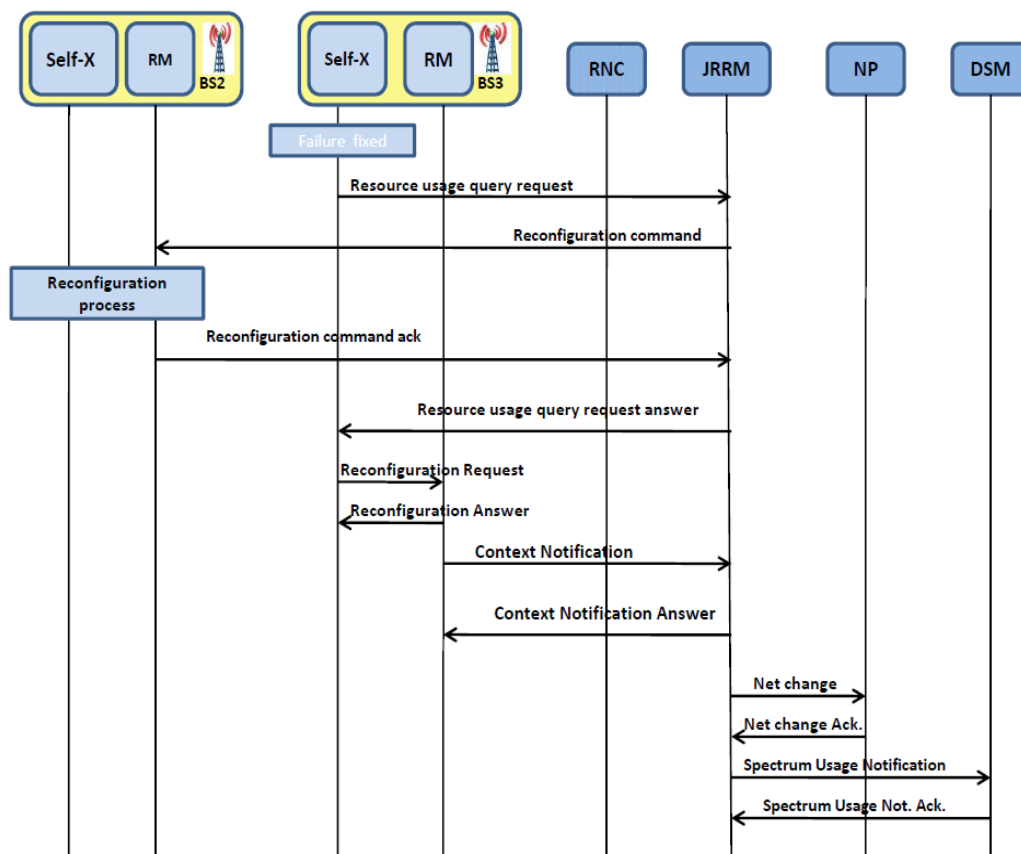 Self-X
RM
BS2
Self-X
RM
BS3
RNC
JRRM
NP
DSM
Failure fixed
Resource usage query request
Reconfiguration command
Reconfiguration
process
Reconfiguration command ack
Resource usage query request answer
Reconfiguration Request
Reconfiguration Answer
Context Notification
Context Notification Answer
Net change
Net change Ack.
Spectrum Usage Notification
Spectrum Usage Not. Ack.